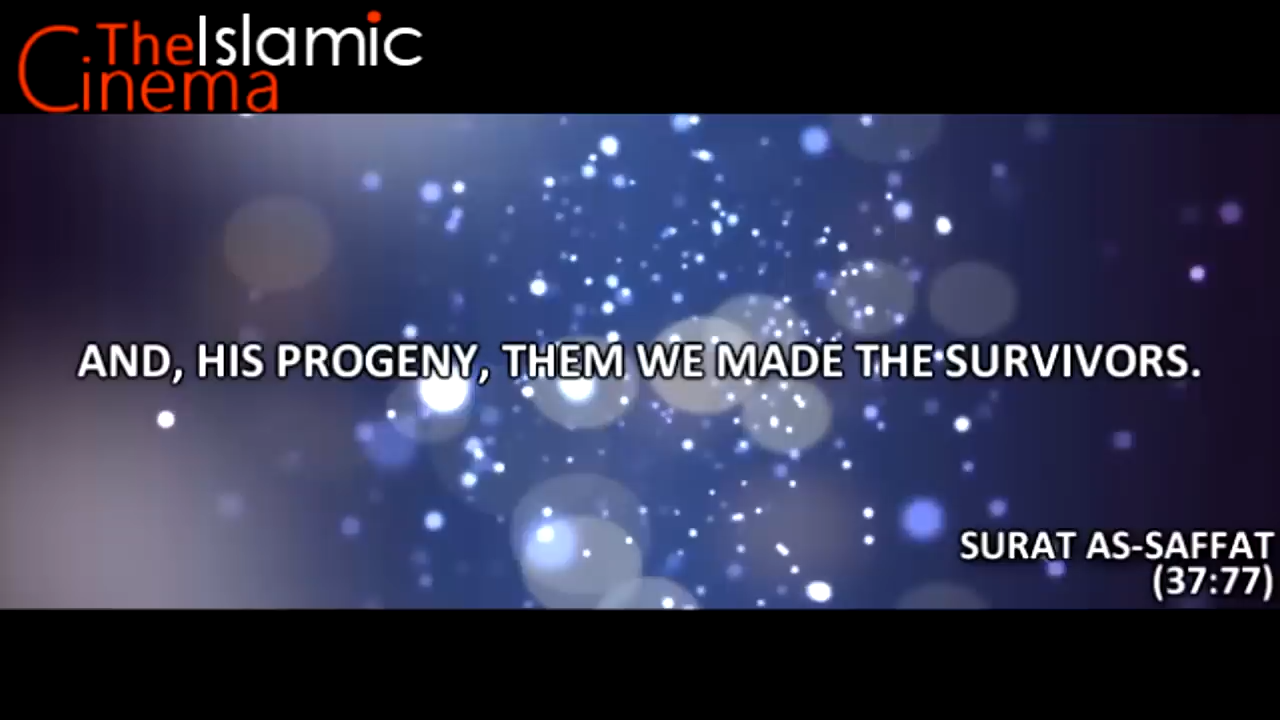 TheIslamic
Cinema
AND, HIS PROGENY, THEM WE MADE THE SURVIVORS.
SURAT AS-SAFFAT
(37:77)